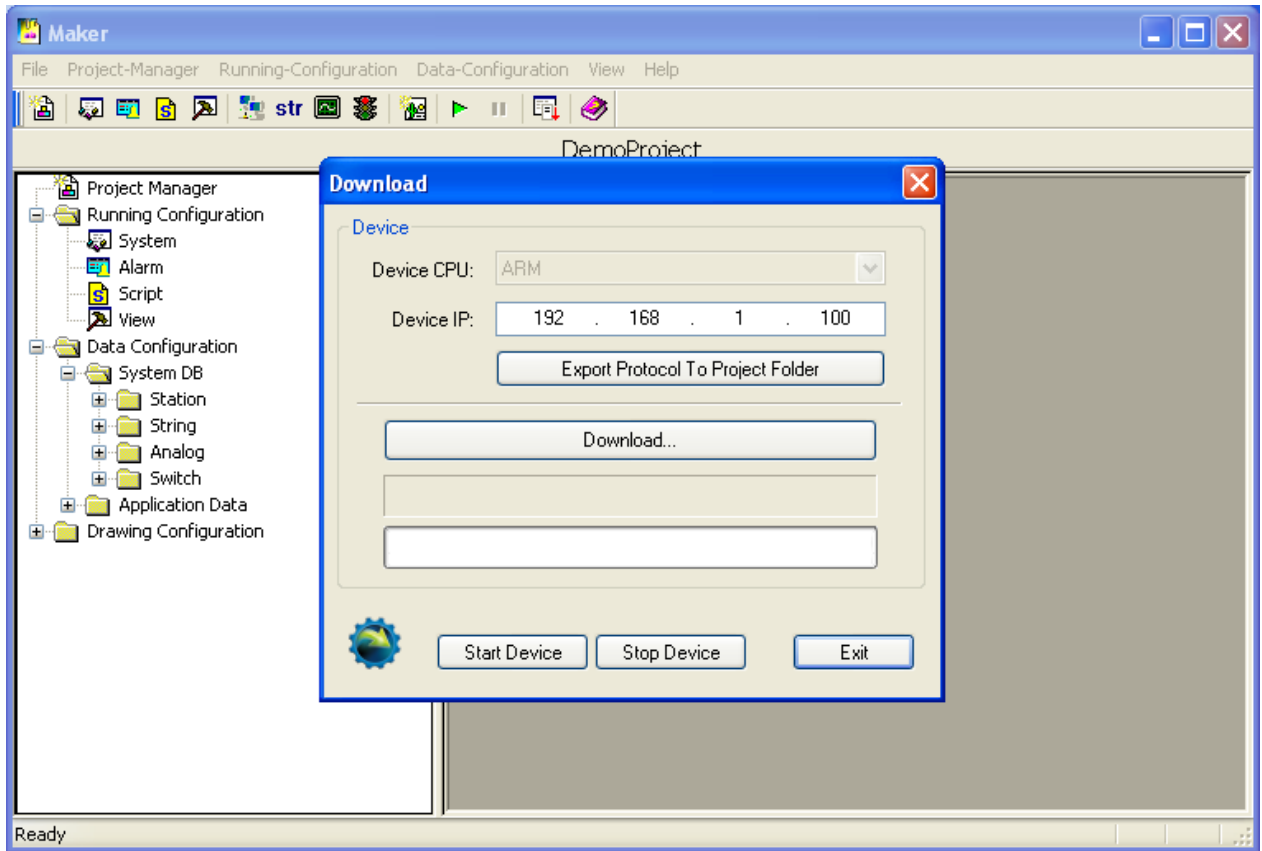 Maker
File Project-Manager Running-Configuration Data-Configuration View Help
str
DemoProject
Project Manager
Running Configuration
System
Alarm
S Script
View
Data Configuration
System DB
Station
String
Analog
Switch
Application Data
Drawing Configuration
Download
Device
Device CPU: ARM
Device IP: 192 . 168 . 1 . 100
Export Protocol To Project Folder
Download...
Start Device Stop Device Exit
Ready